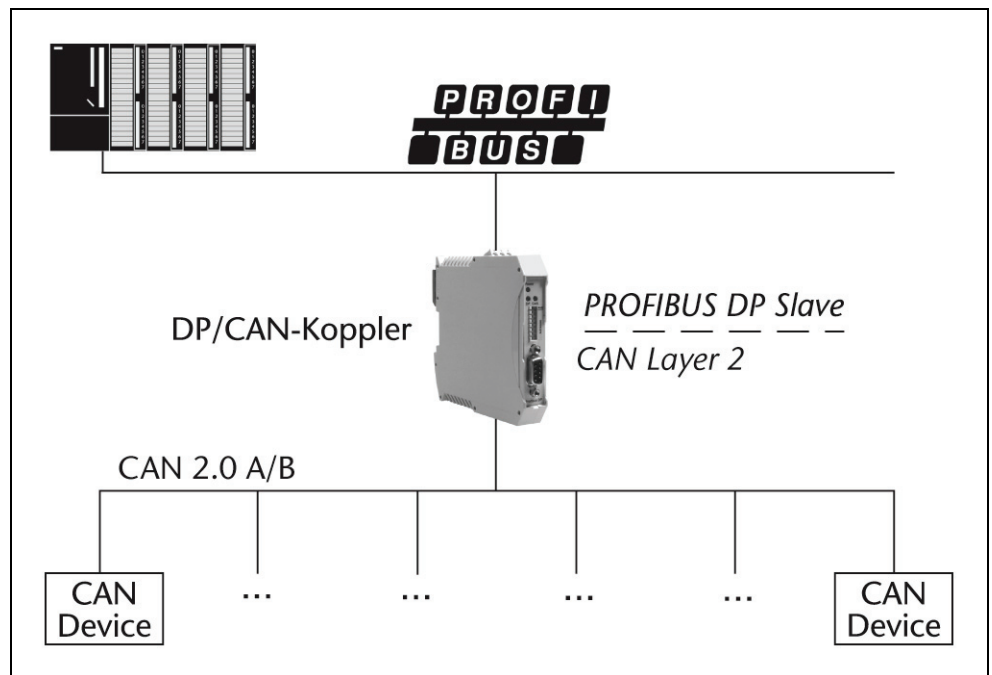 PROFI
BUS
DP/CAN-Koppler
PROFIBUS DP Slave
CAN Layer 2
CAN 2.0 A/B
CAN
Device
...
...
...
...
CAN
Device